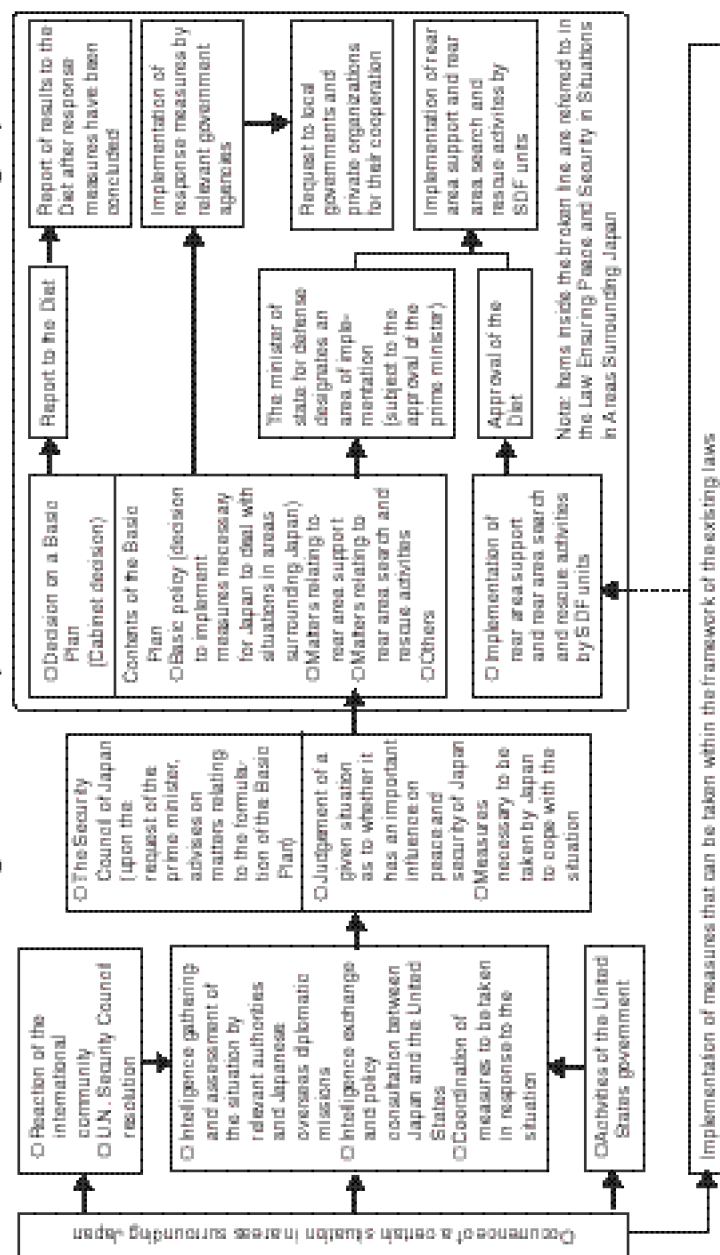 Occurrence of a certain situation in areas surrounding Japan
○Reaction of the
international
community
○U.N. Security Council
resolution
○Intelligence gathering
and assessment of
the situation by
relevant authorities
and Japanese
overseas diplomatic
missions
○Intelligence exchange
and policy
consultation between
Japan and the United
States
○Coordination of
measures to be taken
in response to the
situation
○Activities of the United
States government
○The Security
Council of Japan
(upon the
request of the
prime minister,
advises on
matters relating
to the formula-
tion of the Basic
Plan)
○Judgement of a
given situation
as to whether it
has an important
influence on
peace and
security of Japan
○Measures
necessary to be
taken by Japan
to cope with the
situation
○Decision on a Basic
Plan
(Cabinet decision)
Contents of the Basic
Plan
○Basic policy (decision
to implement
measures necessary
for Japan to deal with
situations in areas
surrounding Japan)
○Matters relating to
rear area support
○Matters relating to
rear area search and
rescue activities
○Others
○Implementation of
rear area support
and rear area search
and rescue activities
by SDF units
Report to the Diet
The minister of
state for defense
designates an
area of imple-
mentation
(subject to the
approval of the
prime minister)
Approval of the
Diet
Report of results to the
Diet after response
measures have been
concluded
Implementation of
response measures by
relevant government
agencies
Request to local
governments and
private organizations
for their cooperation
Implementation of rear
area support and rear
area search and
rescue activites by
SDF units
Note: Items inside the broken line are referred to in
the Law Ensuring Peace and Security in Situations
in Areas Surrounding Japan
Implementation of measures that can be taken within the framework of the existing laws